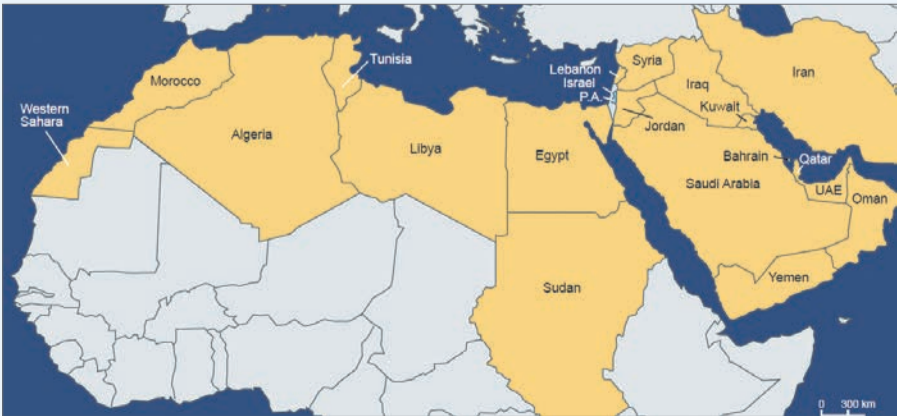 Morocco
Tunisia
Western
Sahara
Algeria
Libya
Egypt
Sudan
Lebanon
Israel
P.A.
Syria
Iraq
Iran
Kuwait
Jordan
Bahrain
Qatar
Saudi Arabia
UAE
Oman
Yemen
0 300 km